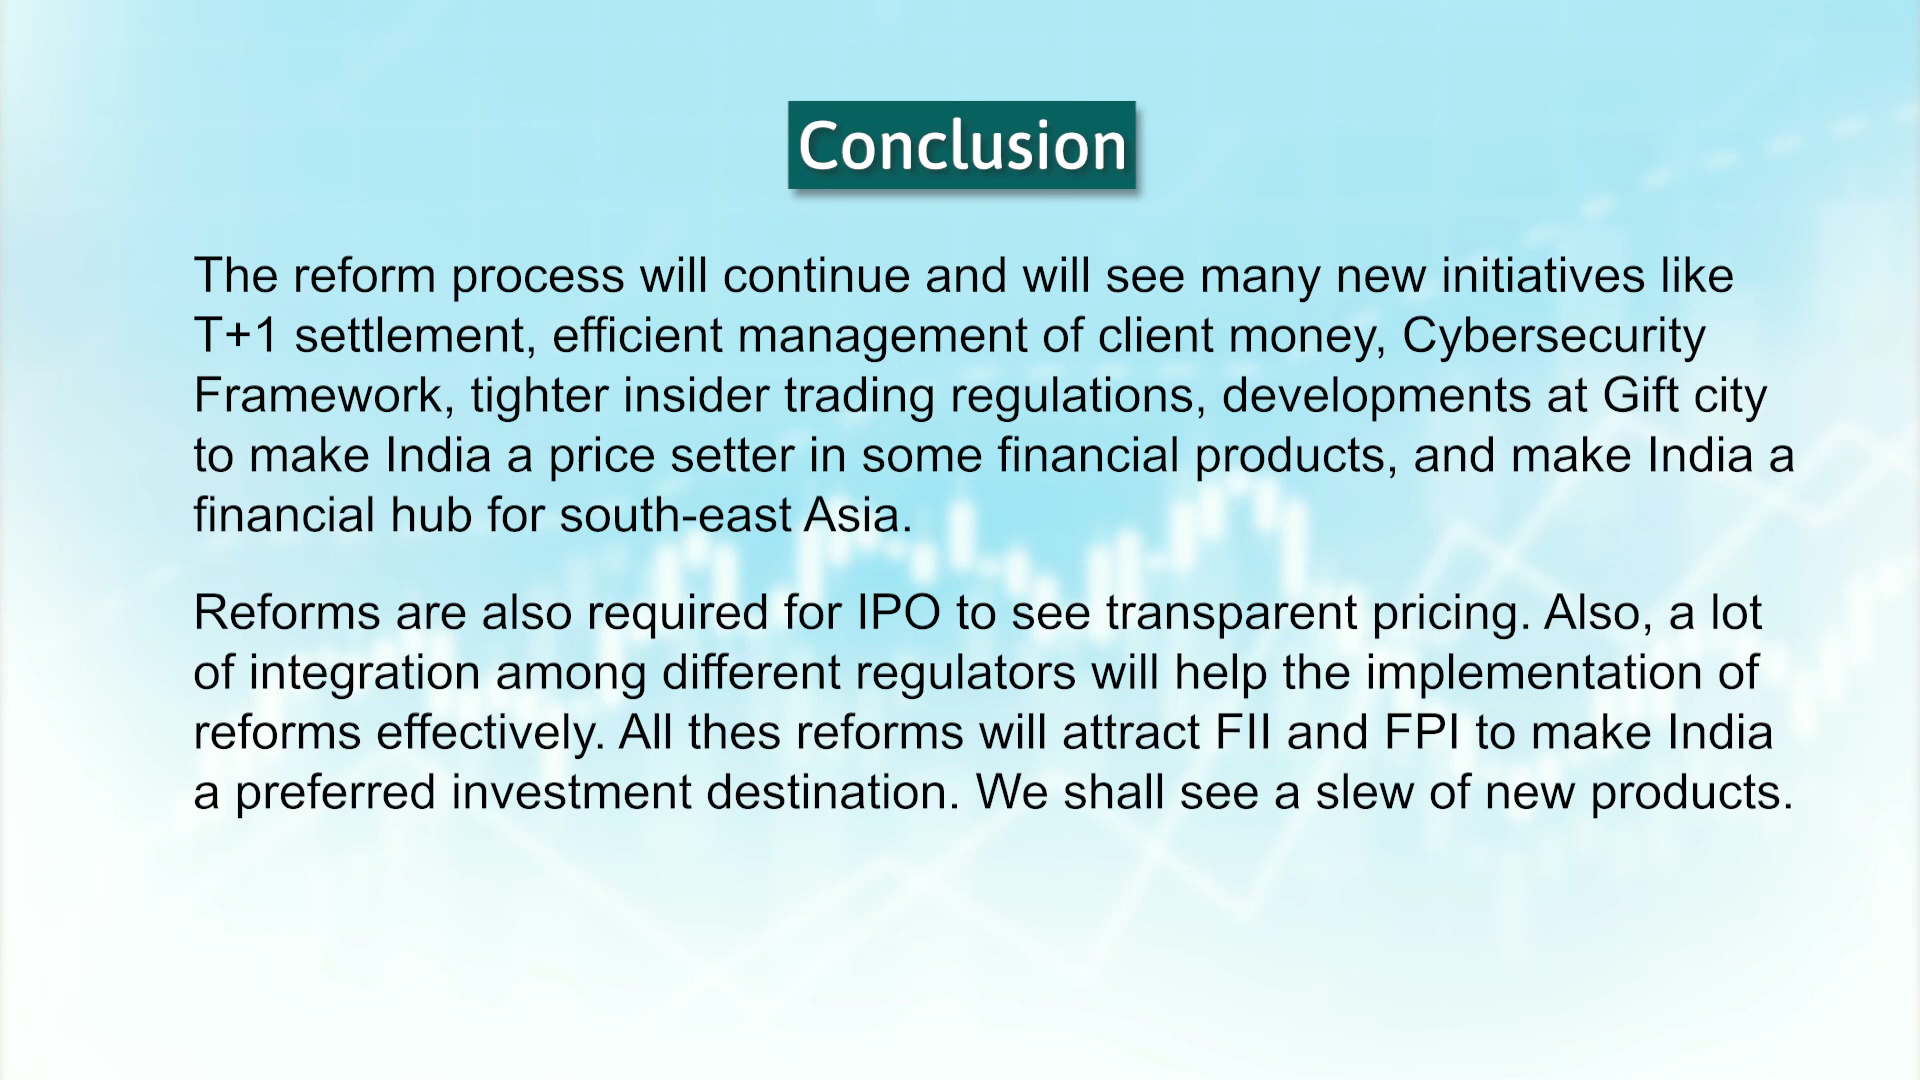 Conclusion
The reform process will continue and will see many new initiatives like
T+1 settlement, efficient management of client money, Cybersecurity
Framework, tighter insider trading regulations, developments at Gift city
to make India a price setter in some financial products, and make India a
financial hub for south-east Asia.
Reforms are also required for IPO to see transparent pricing. Also, a lot
of integration among different regulators will help the implementation of
reforms effectively. All thes reforms will attract FII and FPI to make India
a preferred investment destination. We shall see a slew of new products.